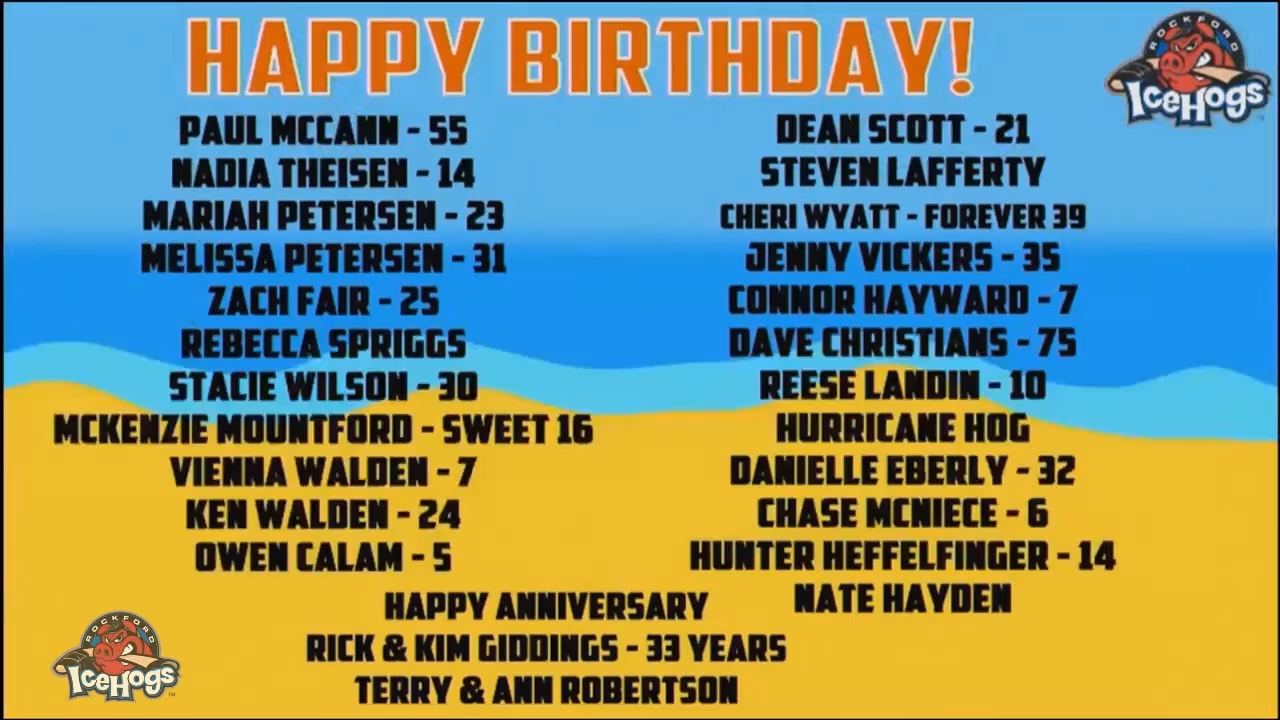 HAPPY BIRTHDAY!
ROCKFORD
ICEHOGS
PAUL MCCANN - 55
NADIA THEISEN - 14
MARIAH PETERSEN - 23
MELISSA PETERSEN - 31
ZACH FAIR - 25
REBECCA SPRIGGS
STACIE WILSON - 30
MCKENZIE MOUNTFORD - SWEET 16
VIENNA WALDEN - 7
KEN WALDEN - 24
OWEN CALAM - 5
DEAN SCOTT - 21
STEVEN LAFFERTY
CHERI WYATT - FOREVER 39
JENNY VICKERS - 35
CONNOR HAYWARD - 7
DAVE CHRISTIANS - 75
REESE LANDIN - 10
HURRICANE HOG
DANIELLE EBERLY - 32
CHASE MCNIECE - 6
HUNTER HEFFELFINGER - 14
NATE HAYDEN
HAPPY ANNIVERSARY
RICK & KIM GIDDINGS - 33 YEARS
TERRY & ANN ROBERTSON
ROCKFORD
ICEHOGS
TM